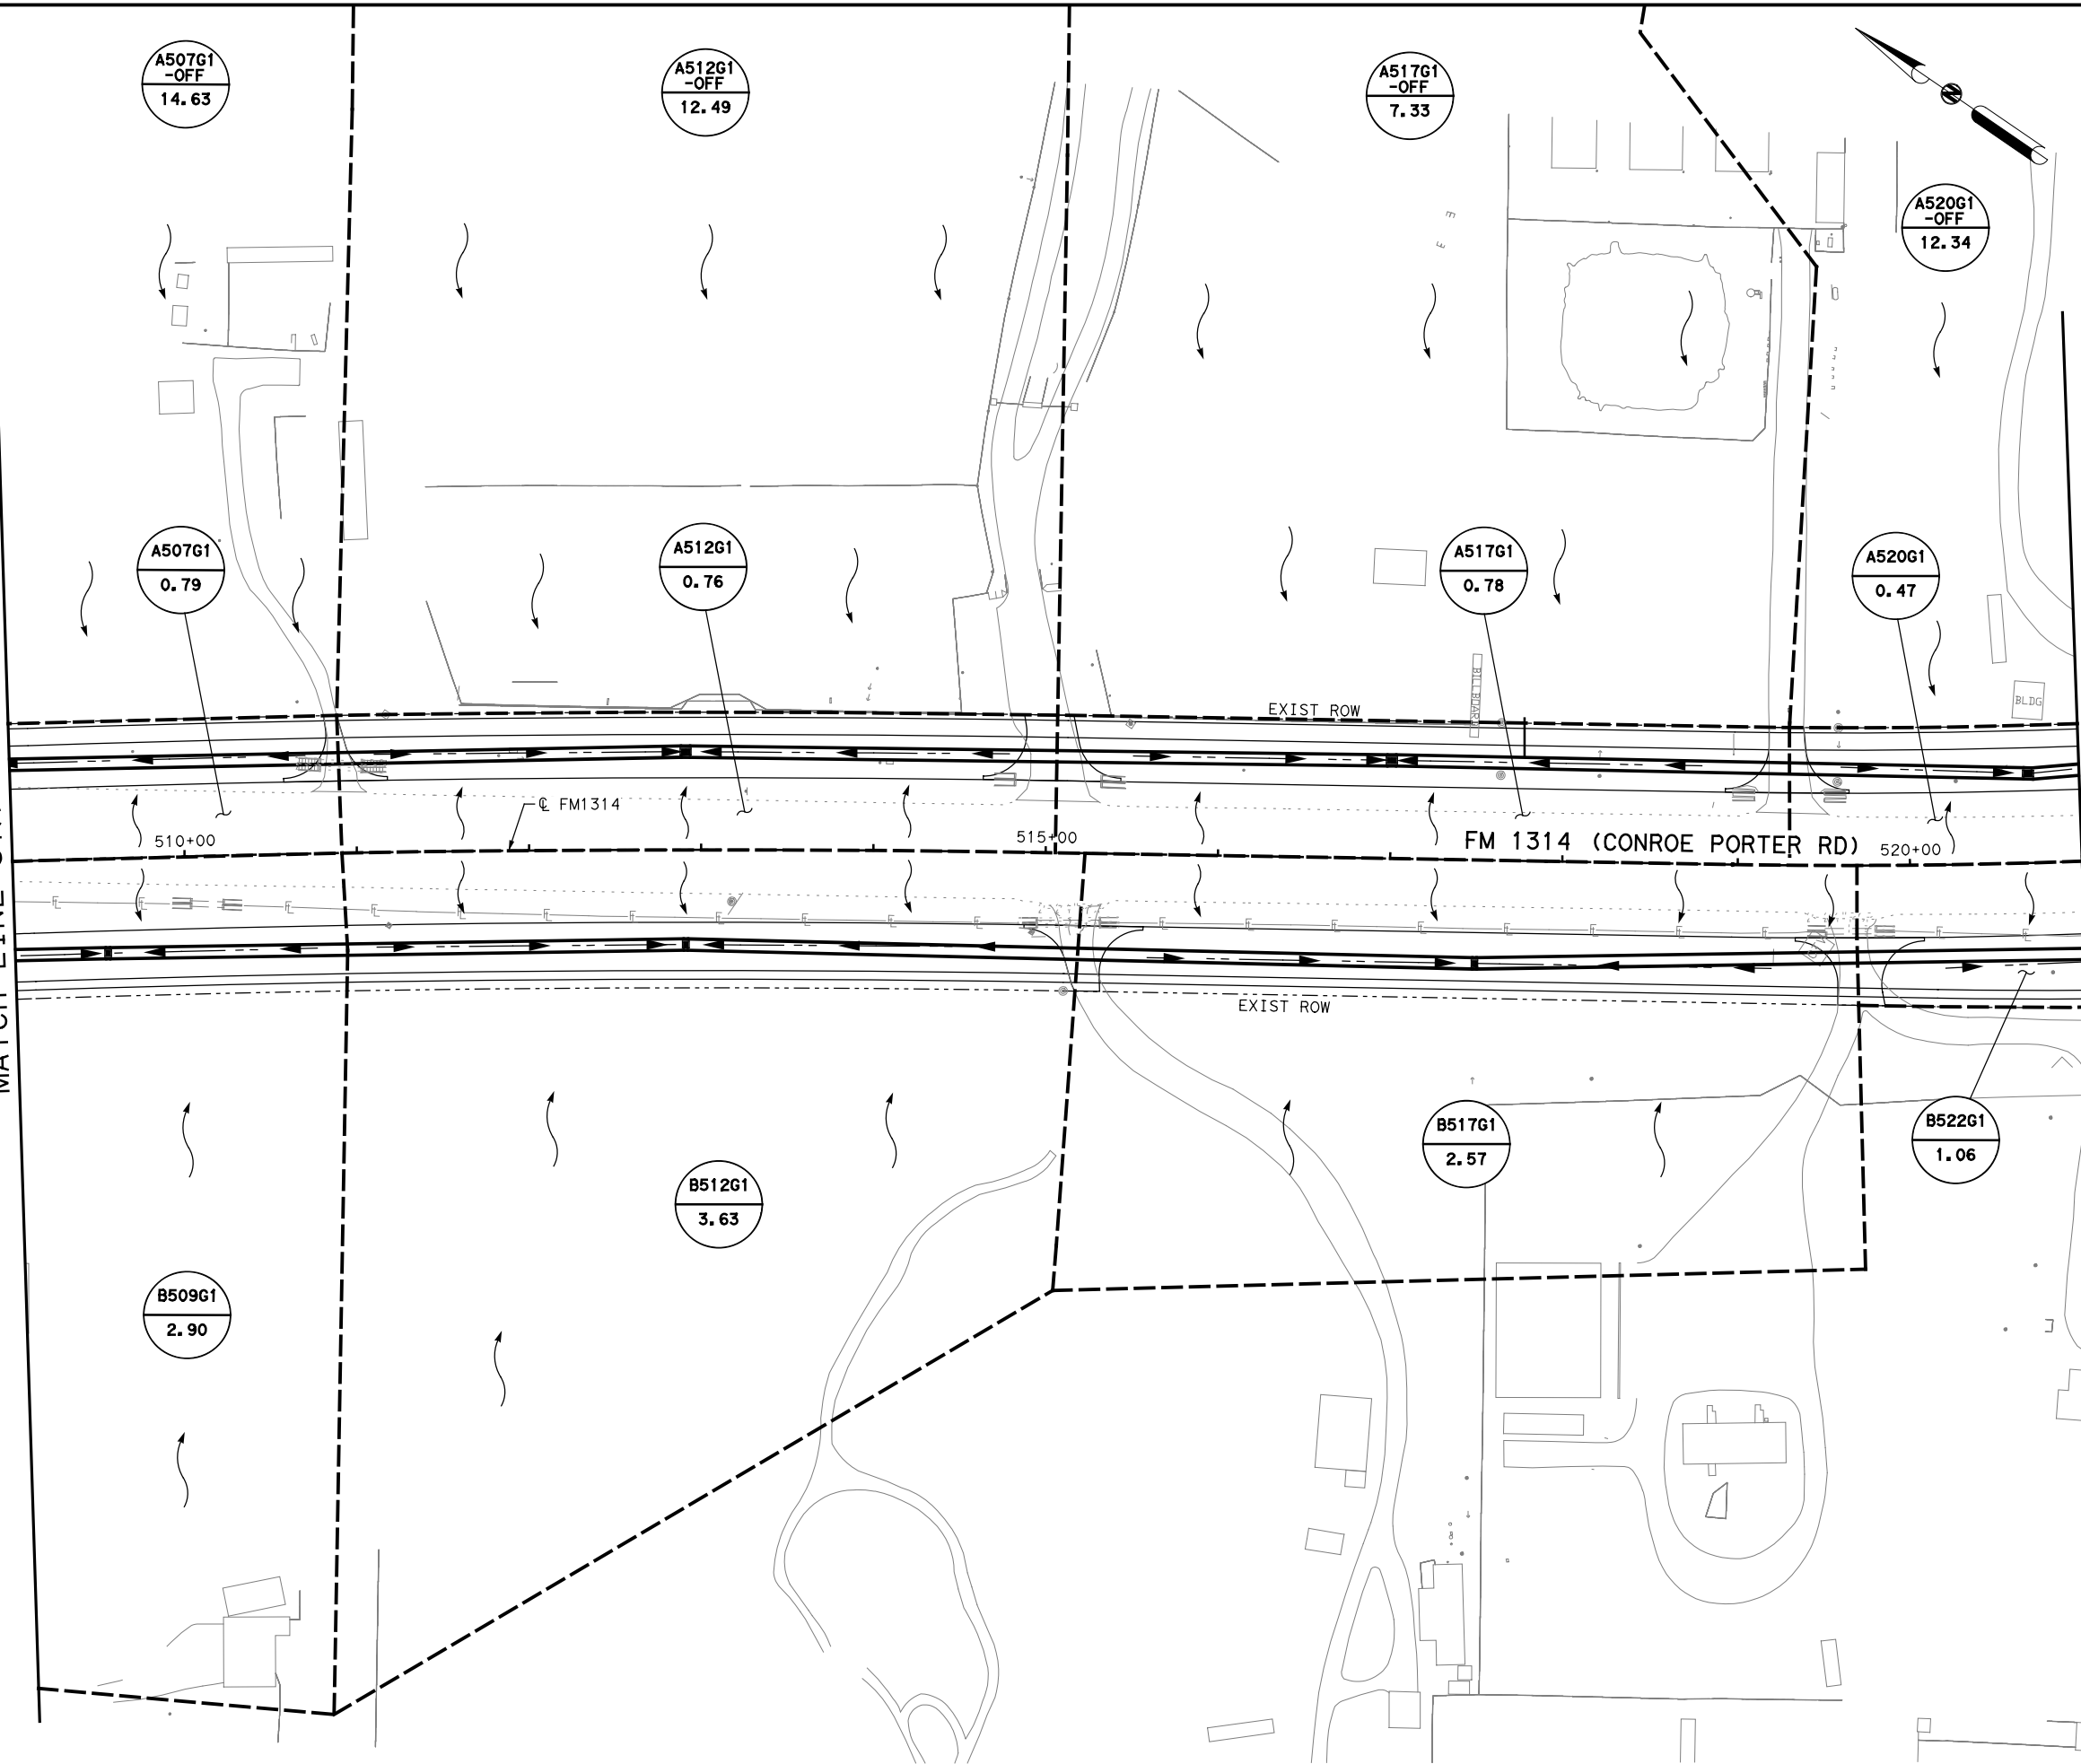 A507G1
-OFF
14.63
A512G1
-OFF
12.49
A517G1
-OFF
7.33
N
A520G1
-OFF
12.34
E
E
A507G1
0.79
A512G1
0.76
A517G1
0.78
A520G1
0.47
BLDG
EXIST ROW
℄ FM1314
510+00
515+00
FM 1314 (CONROE PORTER RD)
520+00
EXIST ROW
B517G1
2.57
B522G1
1.06
B512G1
3.63
B509G1
2.90